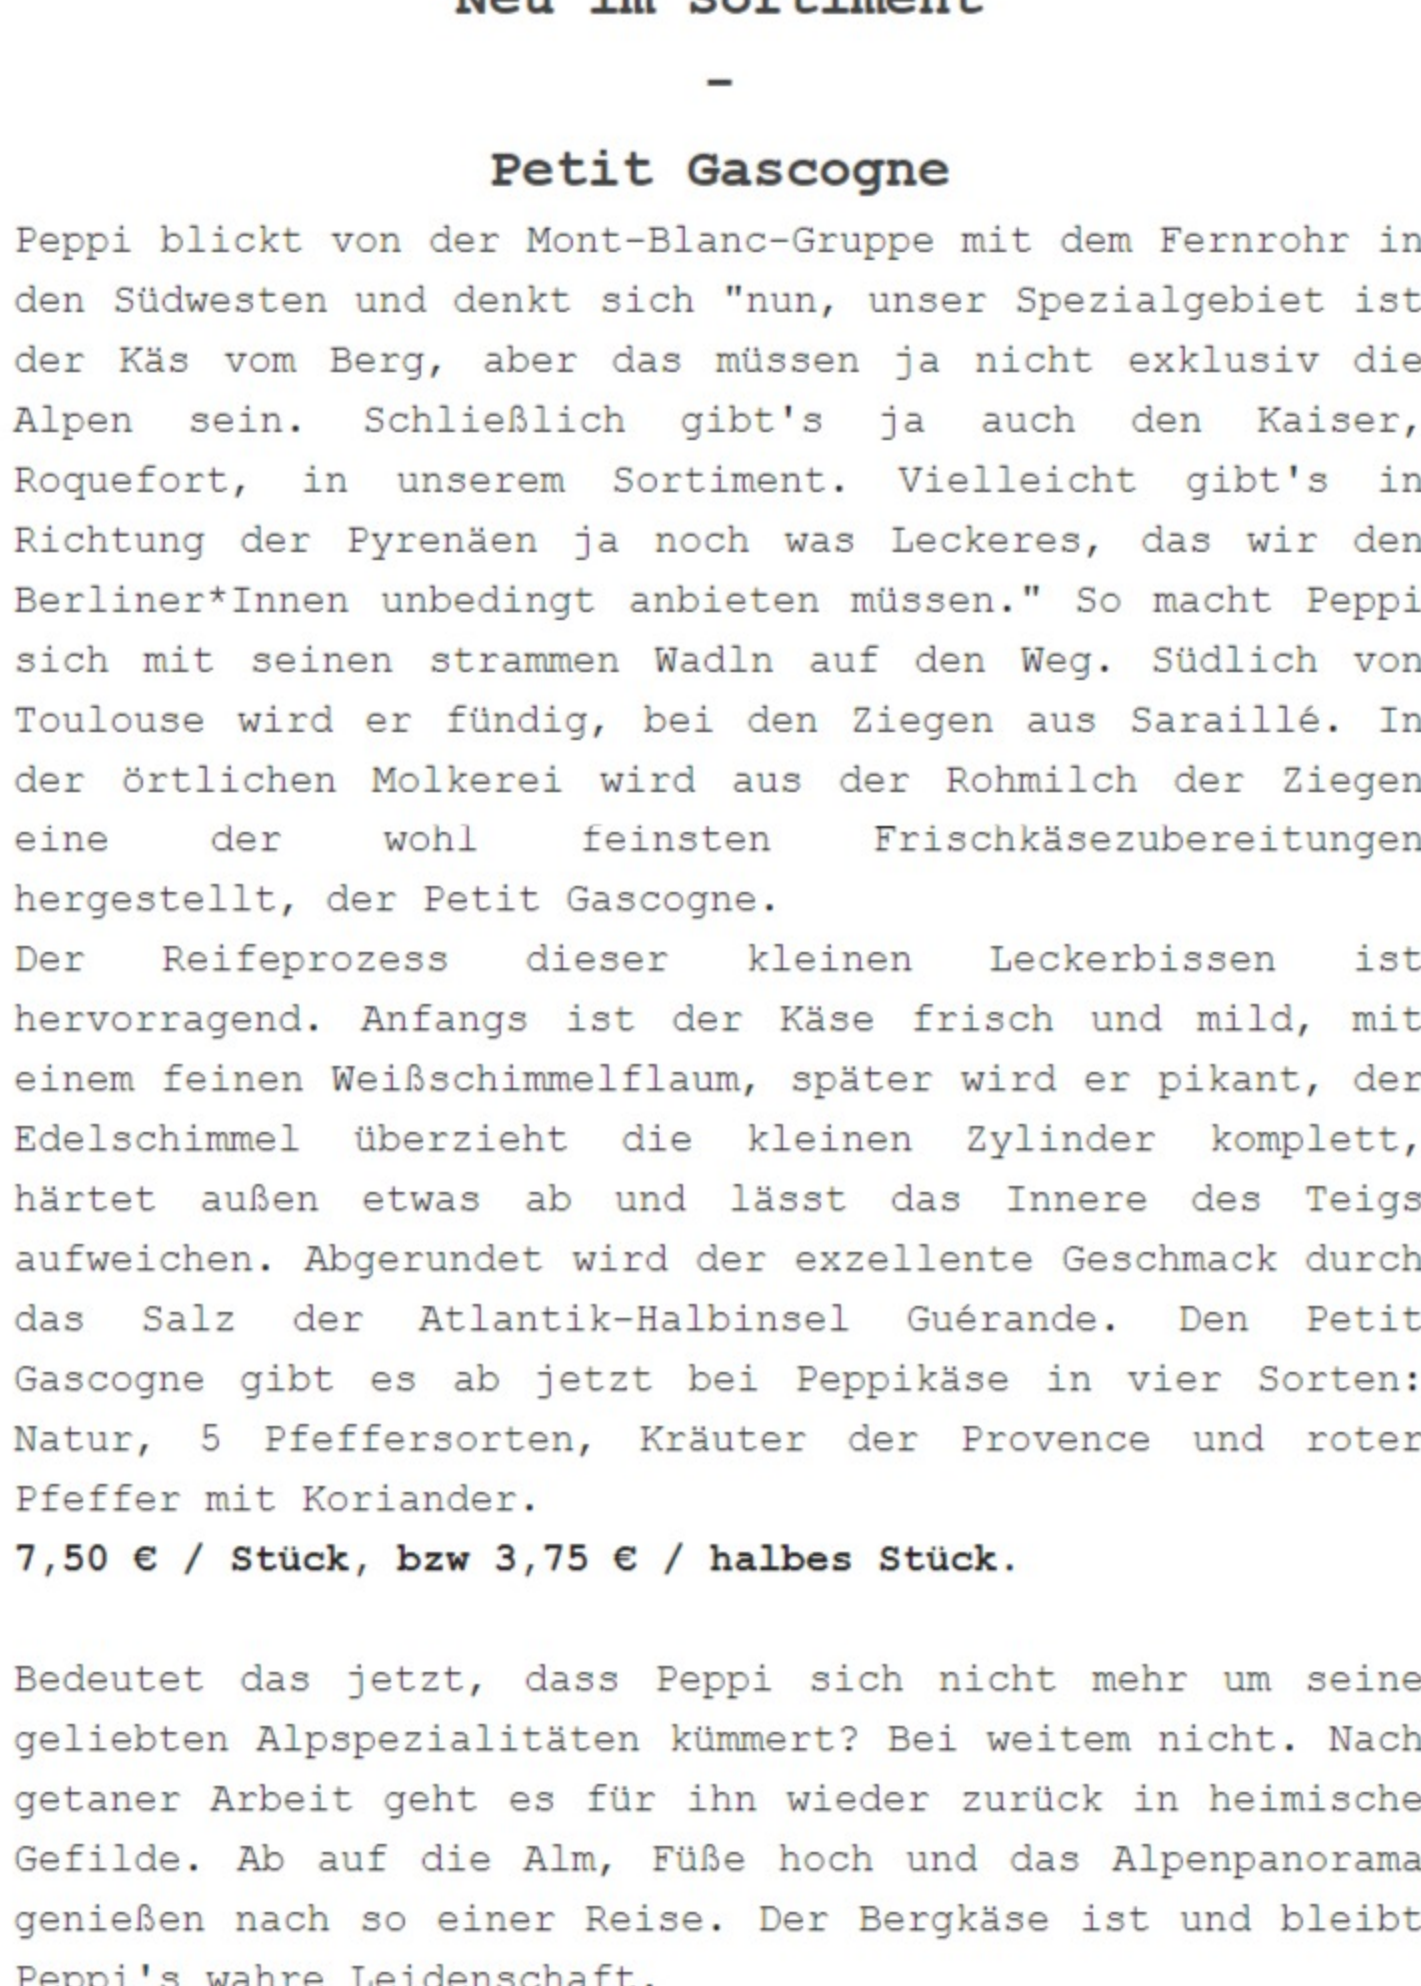 Neu im Sortiment
-
Petit Gascogne
Peppi blickt von der Mont-Blanc-Gruppe mit dem Fernrohr in
den Südwesten und denkt sich "nun, unser Spezialgebiet ist
der Käs vom Berg, aber das müssen ja nicht exklusiv die
Alpen sein. Schließlich gibt's ja auch den Kaiser,
Roquefort, in unserem Sortiment. Vielleicht gibt's in
Richtung der Pyrenäen ja noch was Leckeres, das wir den
Berliner*Innen unbedingt anbieten müssen." So macht Peppi
sich mit seinen strammen Wadln auf den Weg. Südlich von
Toulouse wird er fündig, bei den Ziegen aus Saraillé. In
der örtlichen Molkerei wird aus der Rohmilch der Ziegen
eine der wohl feinsten Frischkäsezubereitungen
hergestellt, der Petit Gascogne.
Der Reifeprozess dieser kleinen Leckerbissen ist
hervorragend. Anfangs ist der Käse frisch und mild, mit
einem feinen Weißschimmelflaum, später wird er pikant, der
Edelschimmel überzieht die kleinen Zylinder komplett,
härtet außen etwas ab und lässt das Innere des Teigs
aufweichen. Abgerundet wird der exzellente Geschmack durch
das Salz der Atlantik-Halbinsel Guérande. Den Petit
Gascogne gibt es ab jetzt bei Peppikäse in vier Sorten:
Natur, 5 Pfeffersorten, Kräuter der Provence und roter
Pfeffer mit Koriander.
7,50 € / Stück, bzw 3,75 € / halbes Stück.
Bedeutet das jetzt, dass Peppi sich nicht mehr um seine
geliebten Alpspezialitäten kümmert? Bei weitem nicht. Nach
getaner Arbeit geht es für ihn wieder zurück in heimische
Gefilde. Ab auf die Alm, Füße hoch und das Alpenpanorama
genießen nach so einer Reise. Der Bergkäse ist und bleibt
Peppi's wahre Leidenschaft.